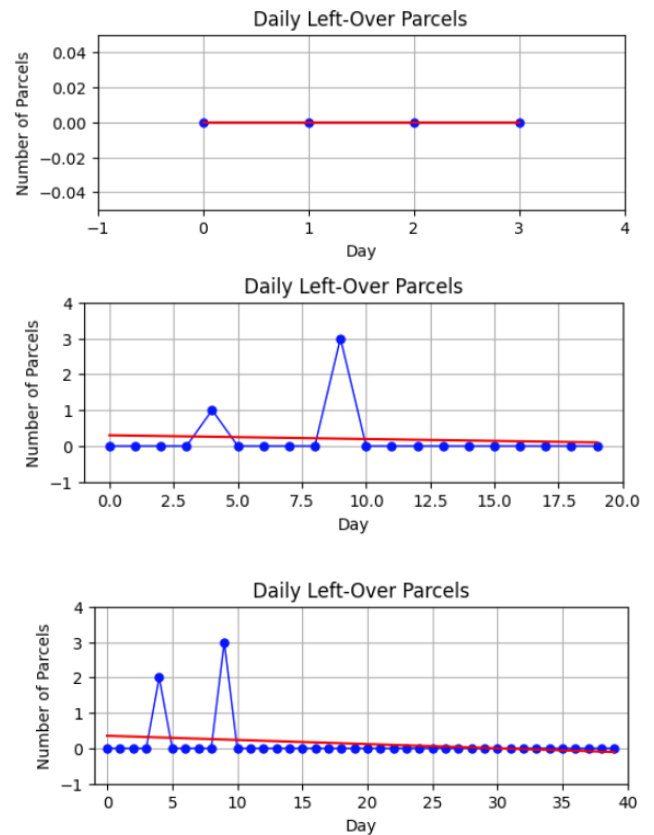 Daily Left-Over Parcels
Number of Parcels
0.04
0.02
0.00
−0.02
−0.04
−1 0 1 2 3 4
Day
Daily Left-Over Parcels
Number of Parcels
4
3
2
1
0
−1
0.0 2.5 5.0 7.5 10.0 12.5 15.0 17.5 20.0
Day
Daily Left-Over Parcels
Number of Parcels
4
3
2
1
0
−1
0 5 10 15 20 25 30 35 40
Day